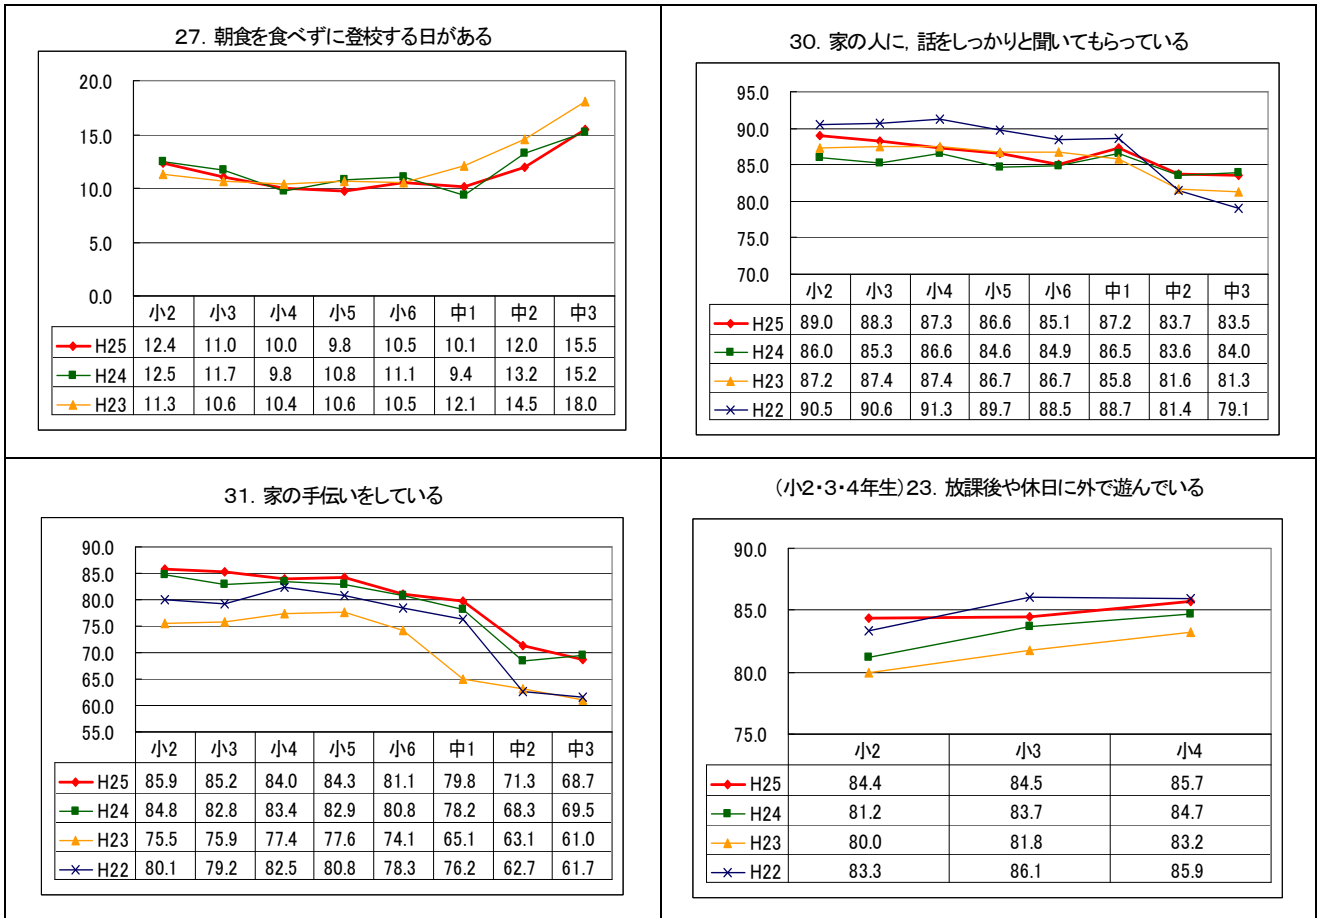 27. 朝食を食べずに登校する日がある
20.0
15.0
10.0
5.0
0.0
小2 小3 小4 小5 小6 中1 中2 中3
H25 12.4 11.0 10.0 9.8 10.5 10.1 12.0 15.5
H24 12.5 11.7 9.8 10.8 11.1 9.4 13.2 15.2
H23 11.3 10.6 10.4 10.6 10.5 12.1 14.5 18.0
30. 家の人に，話をしっかりと聞いてもらっている
95.0
90.0
85.0
80.0
75.0
70.0
小2 小3 小4 小5 小6 中1 中2 中3
H25 89.0 88.3 87.3 86.6 85.1 87.2 83.7 83.5
H24 86.0 85.3 86.6 84.6 84.9 86.5 83.6 84.0
H23 87.2 87.4 87.4 86.7 86.7 85.8 81.6 81.3
H22 90.5 90.6 91.3 89.7 88.5 88.7 81.4 79.1
31. 家の手伝いをしている
90.0
85.0
80.0
75.0
70.0
65.0
60.0
55.0
小2 小3 小4 小5 小6 中1 中2 中3
H25 85.9 85.2 84.0 84.3 81.1 79.8 71.3 68.7
H24 84.8 82.8 83.4 82.9 80.8 78.2 68.3 69.5
H23 75.5 75.9 77.4 77.6 74.1 65.1 63.1 61.0
H22 80.1 79.2 82.5 80.8 78.3 76.2 62.7 61.7
(小2・3・4年生)23. 放課後や休日に外で遊んでいる
90.0
85.0
80.0
75.0
小2 小3 小4
H25 84.4 84.5 85.7
H24 81.2 83.7 84.7
H23 80.0 81.8 83.2
H22 83.3 86.1 85.9